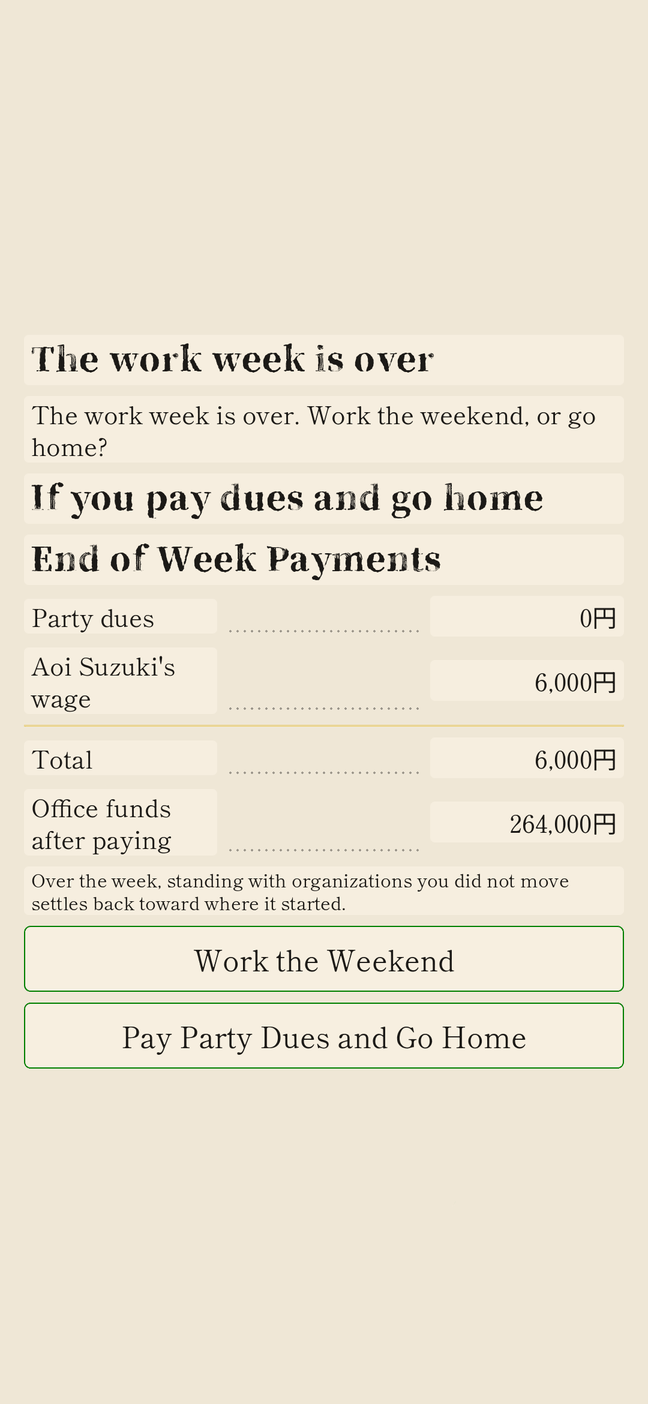 The work week is over
The work week is over. Work the weekend, or go
home?
If you pay dues and go home
End of Week Payments
Party dues ........................... 0円
Aoi Suzuki's
wage ........................... 6,000円
Total ........................... 6,000円
Office funds
after paying ........................... 264,000円
Over the week, standing with organizations you did not move
settles back toward where it started.
Work the Weekend
Pay Party Dues and Go Home